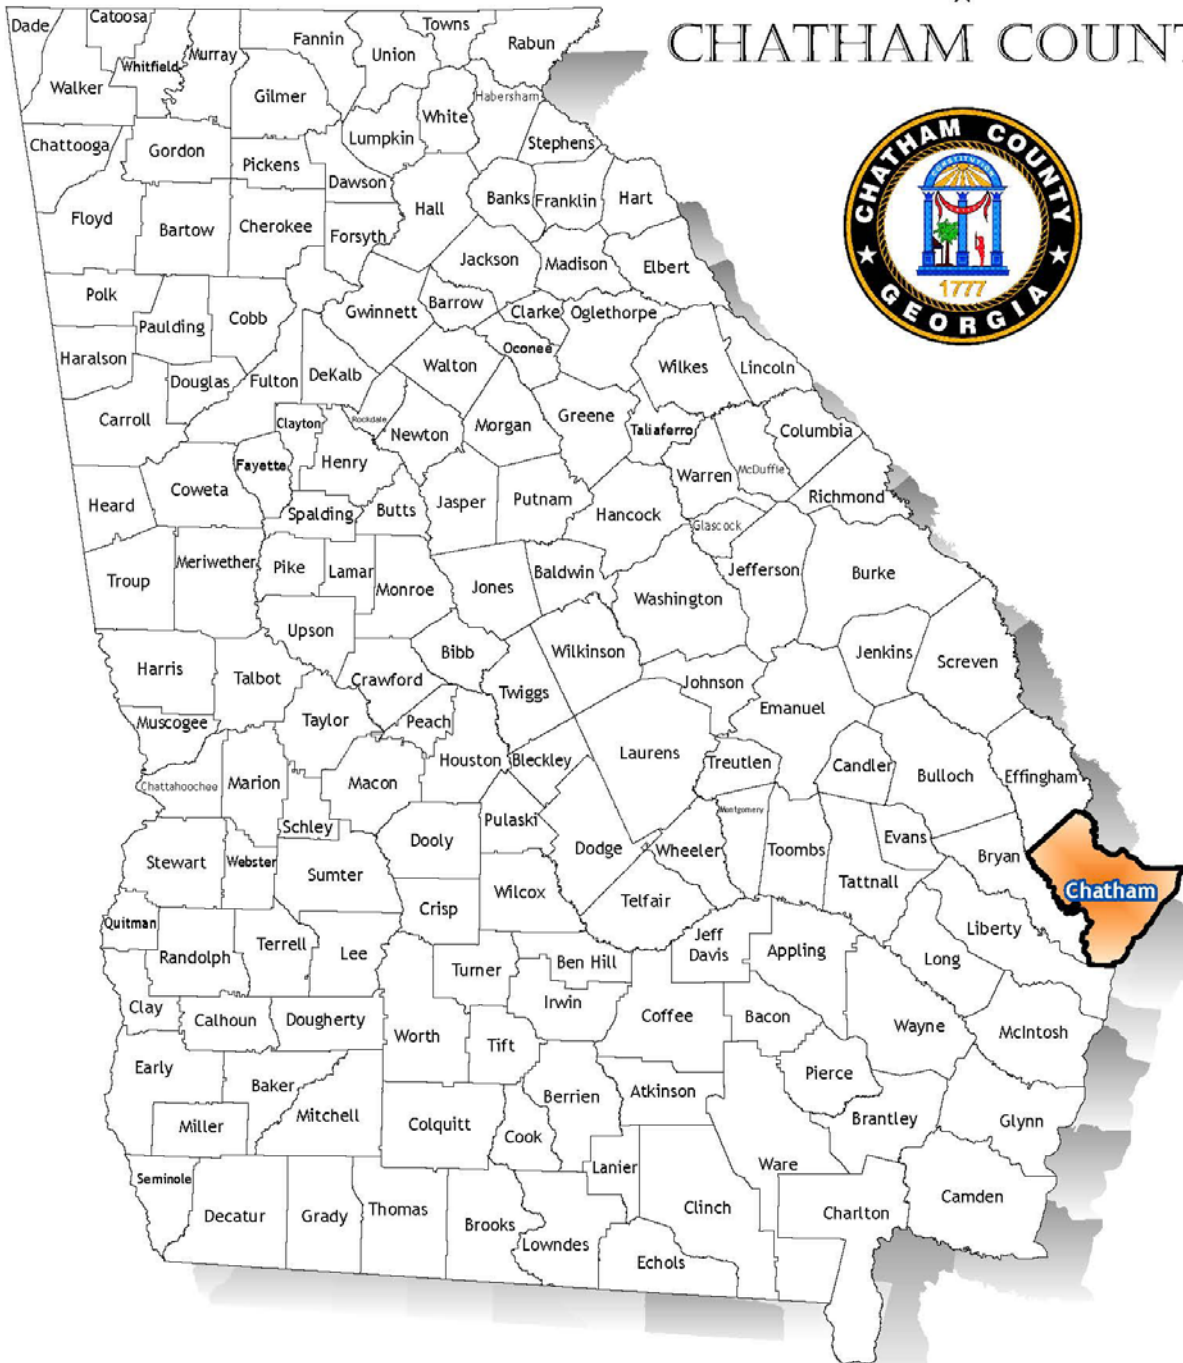 CHATHAM COUNT
CHATHAM COUNTY
CONSTITUTION
1777
GEORGIA
Dade
Catoosa
Whitfield
Murray
Fannin
Union
Towns
Rabun
Walker
Gilmer
Habersham
White
Lumpkin
Stephens
Chattooga
Gordon
Pickens
Dawson
Hall
Banks
Franklin
Hart
Floyd
Bartow
Cherokee
Forsyth
Jackson
Madison
Elbert
Polk
Paulding
Cobb
Gwinnett
Barrow
Clarke
Oglethorpe
Oconee
Haralson
Douglas
Fulton
DeKalb
Walton
Wilkes
Lincoln
Carroll
Clayton
Rockdale
Newton
Morgan
Greene
Taliaferro
Columbia
Fayette
Henry
Warren
McDuffie
Heard
Coweta
Spalding
Butts
Jasper
Putnam
Hancock
Glascock
Richmond
Troup
Meriwether
Pike
Lamar
Monroe
Jones
Baldwin
Washington
Jefferson
Burke
Upson
Harris
Talbot
Crawford
Bibb
Wilkinson
Jenkins
Screven
Twiggs
Johnson
Emanuel
Muscogee
Taylor
Peach
Chattahoochee
Marion
Macon
Houston
Bleckley
Laurens
Treutlen
Candler
Bulloch
Effingham
Schley
Dooly
Pulaski
Montgomery
Stewart
Webster
Sumter
Dodge
Wheeler
Toombs
Evans
Bryan
Chatham
Tattnall
Quitman
Crisp
Wilcox
Telfair
Randolph
Terrell
Lee
Turner
Ben Hill
Jeff
Davis
Appling
Long
Liberty
Clay
Calhoun
Dougherty
Worth
Irwin
Coffee
Bacon
Wayne
McIntosh
Tift
Early
Baker
Mitchell
Colquitt
Berrien
Atkinson
Pierce
Brantley
Glynn
Miller
Cook
Lanier
Ware
Seminole
Decatur
Grady
Thomas
Brooks
Lowndes
Clinch
Echols
Charlton
Camden